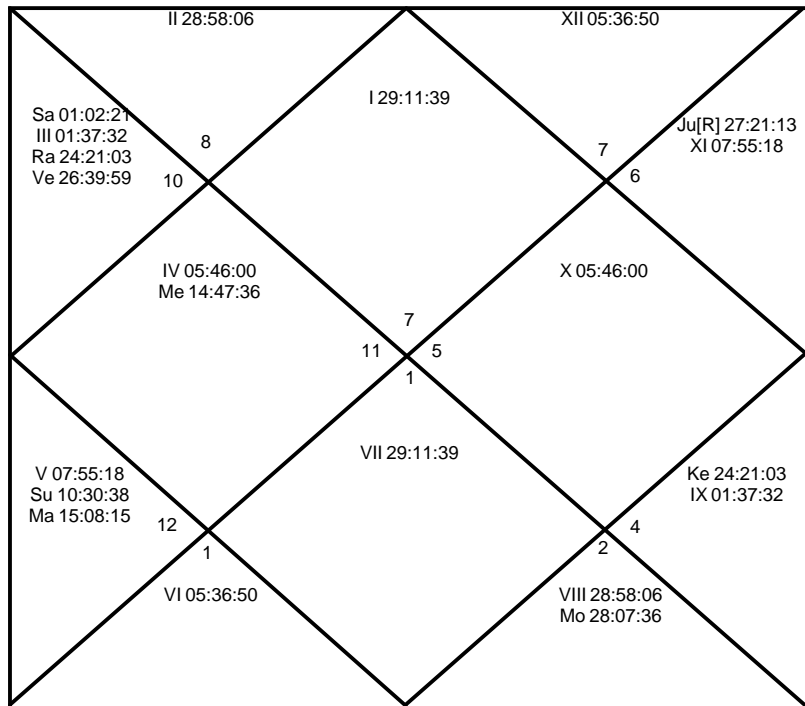 II 28:58:06
XII 05:36:50
I 29:11:39
Sa 01:02:21
III 01:37:32
Ra 24:21:03
Ve 26:39:59
8
10
7
6
Ju[R] 27:21:13
XI 07:55:18
IV 05:46:00
Me 14:47:36
X 05:46:00
7
11
5
1
VII 29:11:39
V 07:55:18
Su 10:30:38
Ma 15:08:15
12
1
Ke 24:21:03
IX 01:37:32
4
2
VI 05:36:50
VIII 28:58:06
Mo 28:07:36